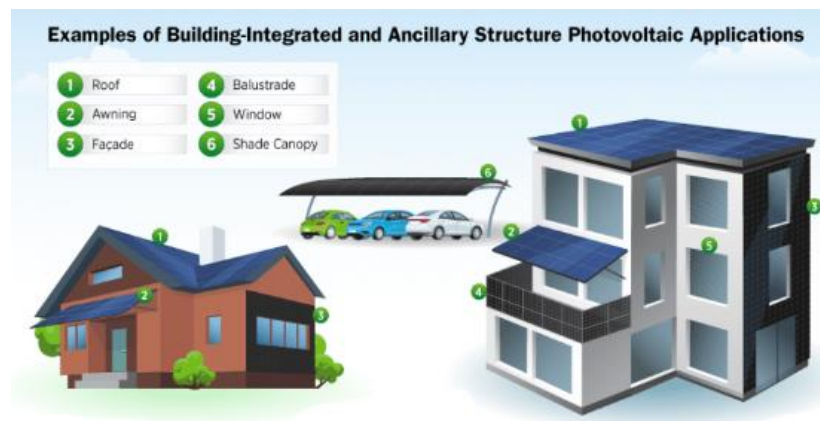 Examples of Building-Integrated and Ancillary Structure Photovoltaic Applications
1 Roof
2 Awning
3 Façade
4 Balustrade
5 Window
6 Shade Canopy
1
2
3
6
1
2
3
4
5